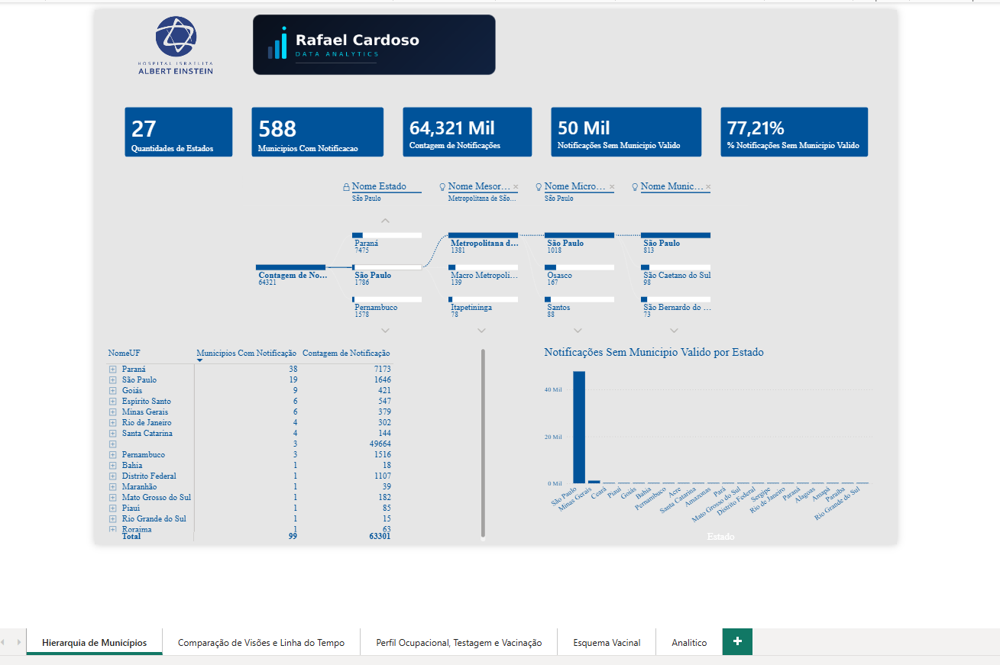 HOSPITAL ISRAELITA
ALBERT EINSTEIN
Rafael Cardoso
DATA ANALYTICS
27
Quantidades de Estados
588
Municipios Com Notificacao
64,321 Mil
Contagem de Notificações
50 Mil
Notificações Sem Municipio Valido
77,21%
% Notificações Sem Municipio Valido
Nome Estado
São Paulo
Nome Mesor...
Metropolitana de São...
Nome Micro...
São Paulo
Nome Munic...
Contagem de No...
64321
Paraná
7475
São Paulo
1786
Pernambuco
1578
Metropolitana d...
1381
Macro Metropoli...
139
Itapetininga
78
São Paulo
1018
Osasco
167
Santos
88
São Paulo
813
São Caetano do Sul
98
São Bernardo do ...
73
NomeUF Municipios Com Notificação Contagem de Notificação
Paraná 38 7173
São Paulo 19 1646
Goiás 9 421
Espírito Santo 6 547
Minas Gerais 6 379
Rio de Janeiro 4 302
Santa Catarina 4 144
3 49664
Pernambuco 3 1516
Bahia 1 18
Distrito Federal 1 1107
Maranhão 1 39
Mato Grosso do Sul 1 182
Piauí 1 85
Rio Grande do Sul 1 15
Roraima 1 63
Total 99 63301
Notificações Sem Municipio Valido por Estado
40 Mil
20 Mil
0 Mil
São Paulo
Minas Gerais
Ceará
Piauí
Goiás
Bahia
Pernambuco
Acre
Santa Catarina
Amazonas
Pará
Mato Grosso do Sul
Distrito Federal
Sergipe
Rio de Janeiro
Paraná
Alagoas
Amapá
Paraíba
Rio Grande do Sul
Estado
Hierarquia de Municípios
Comparação de Visões e Linha do Tempo
Perfil Ocupacional, Testagem e Vacinação
Esquema Vacinal
Analitico